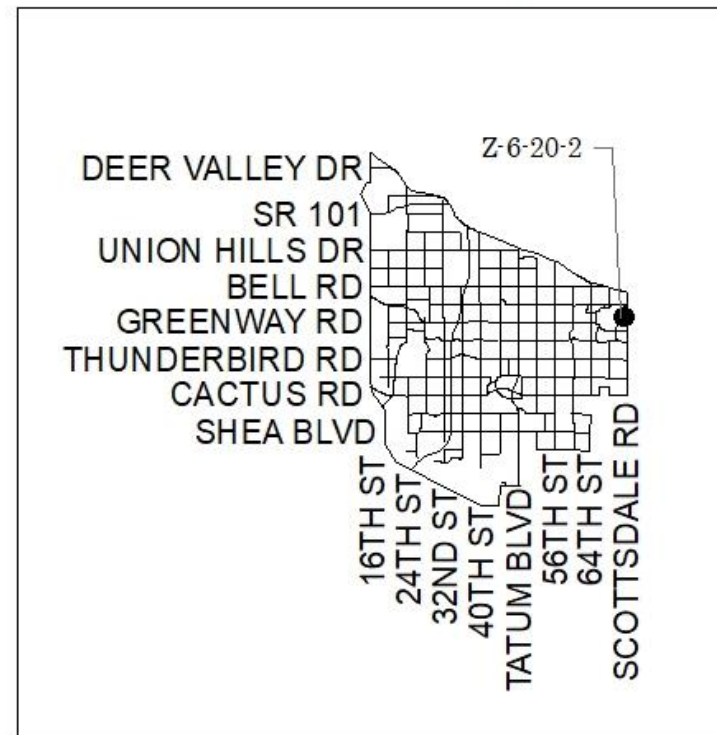 Z-6-20-2
DEER VALLEY DR
SR 101
UNION HILLS DR
BELL RD
GREENWAY RD
THUNDERBIRD RD
CACTUS RD
SHEA BLVD
16TH ST
24TH ST
32ND ST
40TH ST
TATUM BLVD
56TH ST
64TH ST
SCOTTSDALE RD